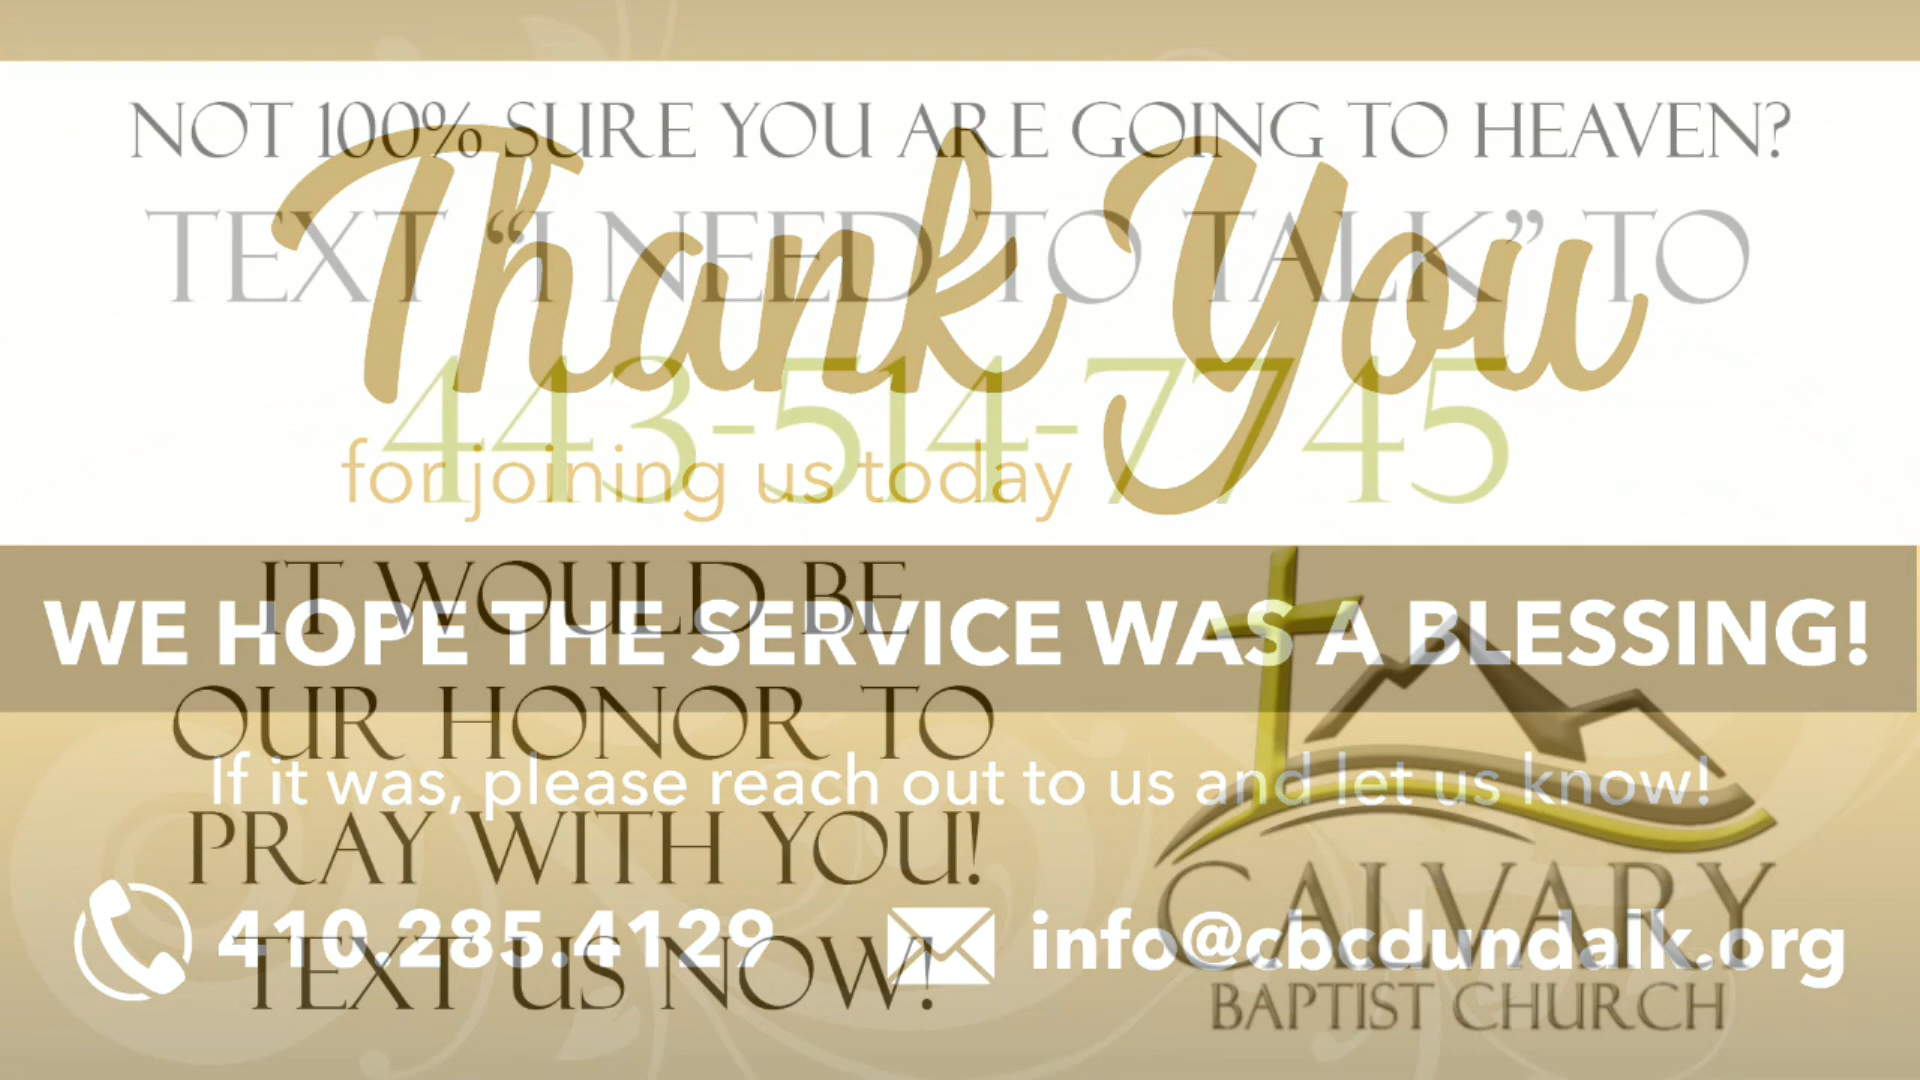 NOT 100% SURE YOU ARE GOING TO HEAVEN?
TEXT “I NEED TO TALK” TO
443-514-7745
IT WOULD BE
OUR HONOR TO
PRAY WITH YOU!
TEXT US NOW!
CALVARY
BAPTIST CHURCH
Thank You
for joining us today
WE HOPE THE SERVICE WAS A BLESSING!
If it was, please reach out to us and let us know!
410.285.4129
info@cbcdundalk.org